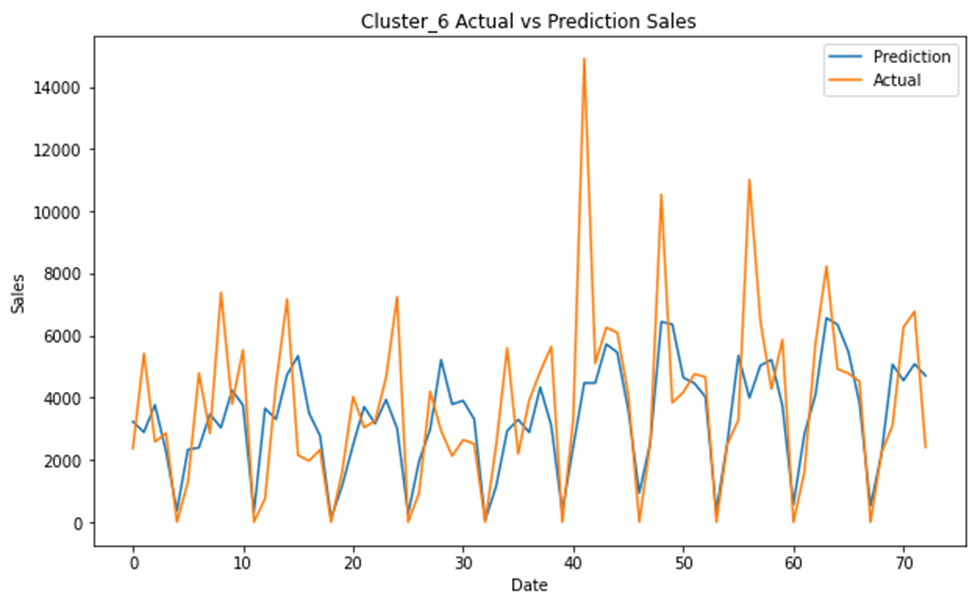 Cluster_6 Actual vs Prediction Sales
Prediction
Actual
14000
12000
10000
8000
6000
4000
2000
0
Sales
0 10 20 30 40 50 60 70
Date